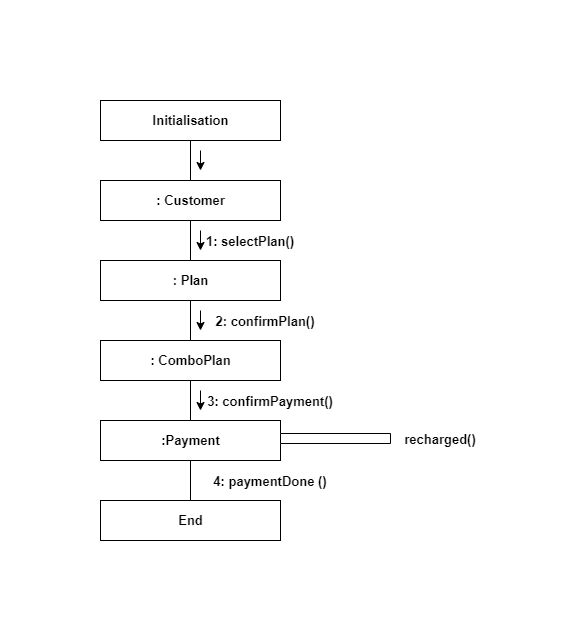 Initialisation
: Customer
1: selectPlan()
: Plan
2: confirmPlan()
: ComboPlan
3: confirmPayment()
:Payment
recharged()
4: paymentDone ()
End